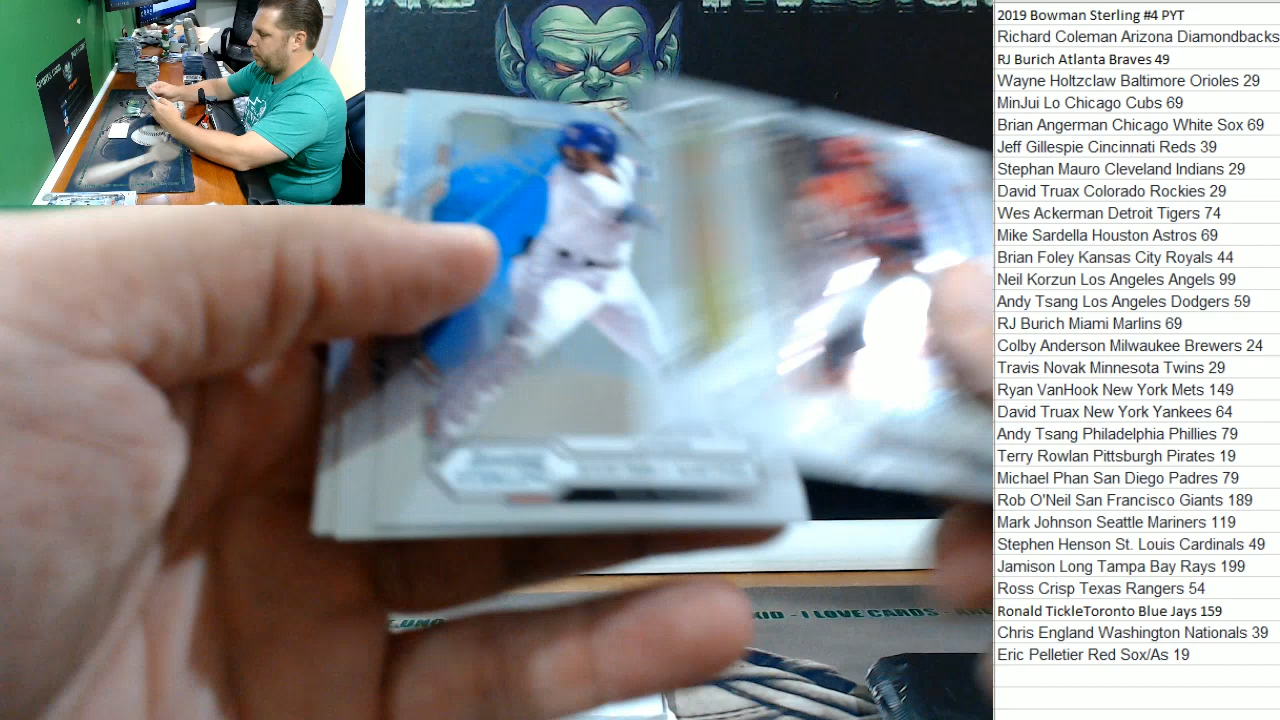 2019 Bowman Sterling #4 PYT
Richard Coleman Arizona Diamondbacks
RJ Burich Atlanta Braves 49
Wayne Holtzclaw Baltimore Orioles 29
MinJui Lo Chicago Cubs 69
Brian Angerman Chicago White Sox 69
Jeff Gillespie Cincinnati Reds 39
Stephan Mauro Cleveland Indians 29
David Truax Colorado Rockies 29
Wes Ackerman Detroit Tigers 74
Mike Sardella Houston Astros 69
Brian Foley Kansas City Royals 44
Neil Korzun Los Angeles Angels 99
Andy Tsang Los Angeles Dodgers 59
RJ Burich Miami Marlins 69
Colby Anderson Milwaukee Brewers 24
Travis Novak Minnesota Twins 29
Ryan VanHook New York Mets 149
David Truax New York Yankees 64
Andy Tsang Philadelphia Phillies 79
Terry Rowlan Pittsburgh Pirates 19
Michael Phan San Diego Padres 79
Rob O'Neil San Francisco Giants 189
Mark Johnson Seattle Mariners 119
Stephen Henson St. Louis Cardinals 49
Jamison Long Tampa Bay Rays 199
Ross Crisp Texas Rangers 54
Ronald TickleToronto Blue Jays 159
Chris England Washington Nationals 39
Eric Pelletier Red Sox/As 19
- I LOVE CARDS -